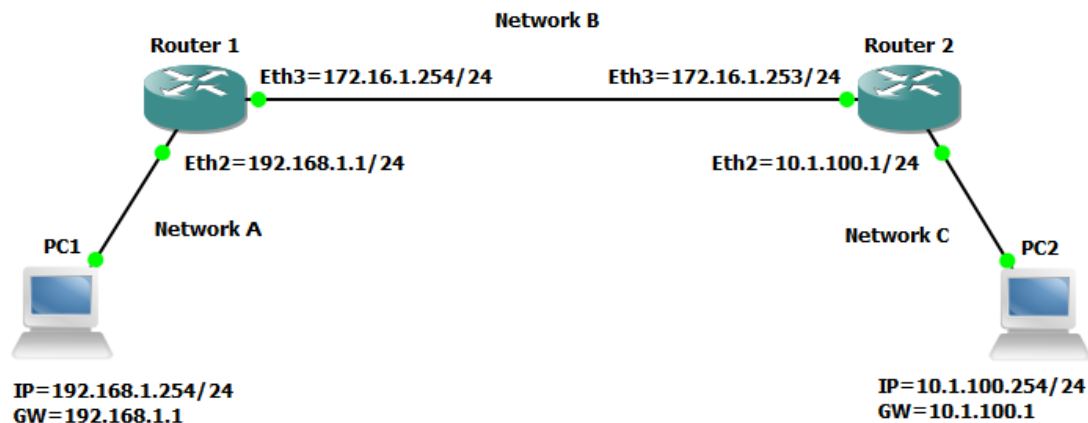 Network B
Router 1
Router 2
Eth3=172.16.1.254/24
Eth3=172.16.1.253/24
Eth2=192.168.1.1/24
Eth2=10.1.100.1/24
Network A
Network C
PC1
PC2
IP=192.168.1.254/24
GW=192.168.1.1
IP=10.1.100.254/24
GW=10.1.100.1